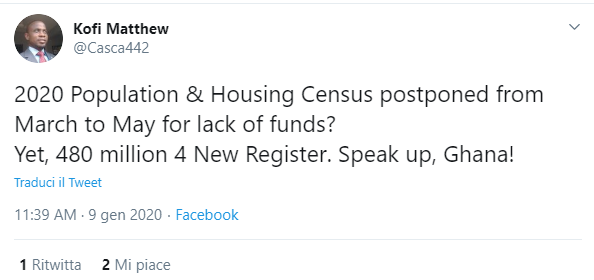 Kofi Matthew
@Casca442
2020 Population & Housing Census postponed from
March to May for lack of funds?
Yet, 480 million 4 New Register. Speak up, Ghana!
Traduci il Tweet
11:39 AM · 9 gen 2020 · Facebook
1 Ritwitta 2 Mi piace